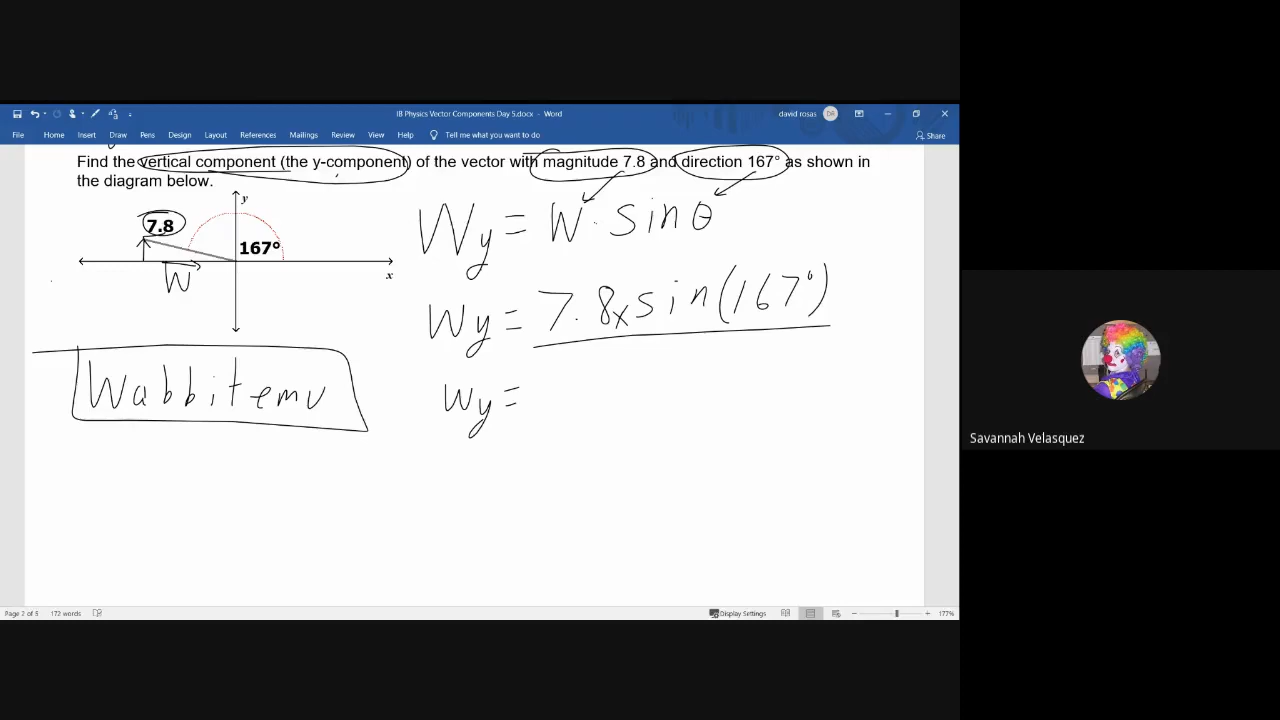 IB Physics Vector Components Day 5.docx - Word
david rosas
DR
File Home Insert Draw Pens Design Layout References Mailings Review View Help Tell me what you want to do
Share
Find the vertical component (the y-component) of the vector with magnitude 7.8 and direction 167° as shown in
the diagram below.
y
7.8
167°
x
W
Wy = W · sin θ
Wy = 7.8 x sin(167°)
Wabbitemu
Wy =
Savannah Velasquez
Page 2 of 5 172 words
Display Settings
177%